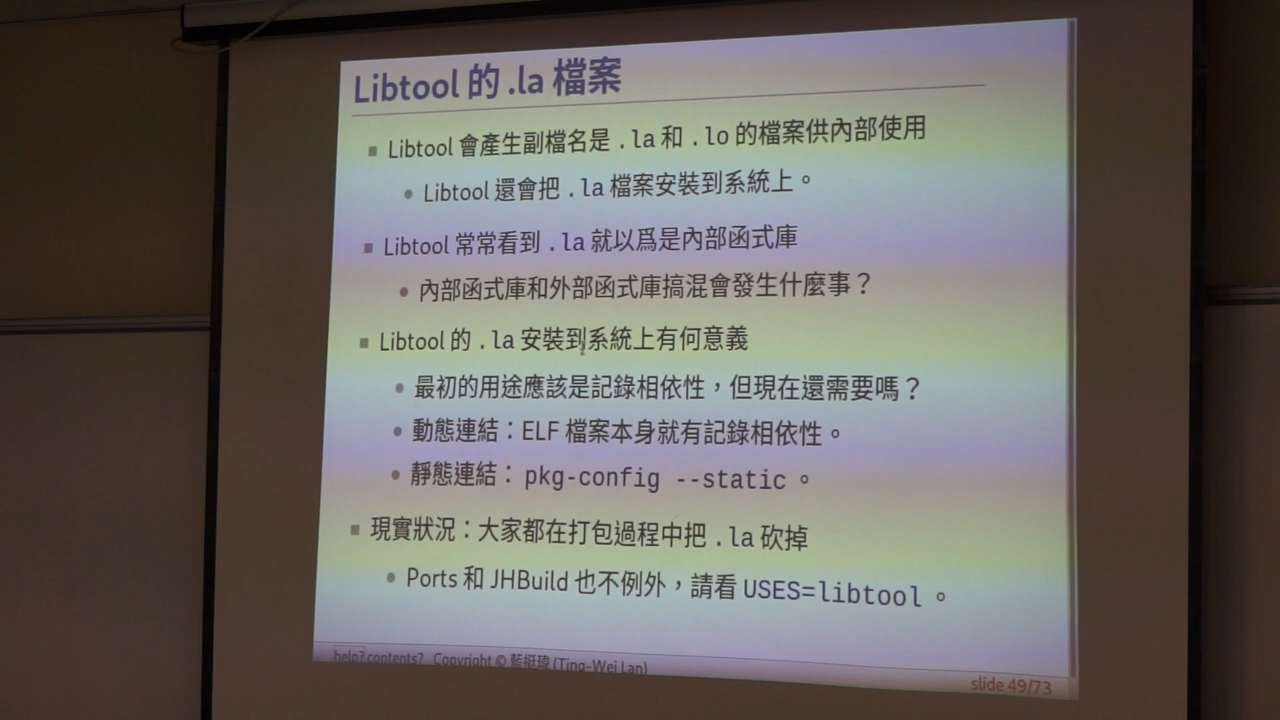 Libtool 的 .la 檔案
Libtool 會產生副檔名是 .la 和 .lo 的檔案供內部使用
Libtool 還會把 .la 檔案安裝到系統上。
Libtool 常常看到 .la 就以爲是內部函式庫
內部函式庫和外部函式庫搞混會發生什麼事？
Libtool 的 .la 安裝到系統上有何意義
最初的用途應該是記錄相依性，但現在還需要嗎？
動態連結：ELF 檔案本身就有記錄相依性。
靜態連結： pkg-config --static 。
現實狀況：大家都在打包過程中把 .la 砍掉
Ports 和 JHBuild 也不例外，請看 USES=libtool 。
help? contents? Copyright © 藍挺瑋 (Ting-Wei Lan)
slide 49/73